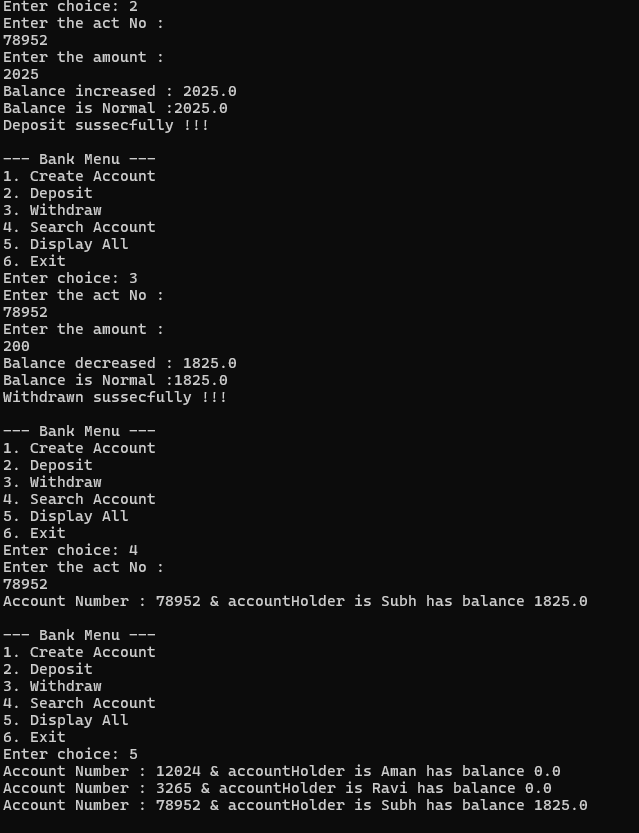 Enter choice: 2
Enter the act No :
78952
Enter the amount :
2025
Balance increased : 2025.0
Balance is Normal :2025.0
Deposit sussecfully !!!
--- Bank Menu ---
1. Create Account
2. Deposit
3. Withdraw
4. Search Account
5. Display All
6. Exit
Enter choice: 3
Enter the act No :
78952
Enter the amount :
200
Balance decreased : 1825.0
Balance is Normal :1825.0
Withdrawn sussecfully !!!
--- Bank Menu ---
1. Create Account
2. Deposit
3. Withdraw
4. Search Account
5. Display All
6. Exit
Enter choice: 4
Enter the act No :
78952
Account Number : 78952 & accountHolder is Subh has balance 1825.0
--- Bank Menu ---
1. Create Account
2. Deposit
3. Withdraw
4. Search Account
5. Display All
6. Exit
Enter choice: 5
Account Number : 12024 & accountHolder is Aman has balance 0.0
Account Number : 3265 & accountHolder is Ravi has balance 0.0
Account Number : 78952 & accountHolder is Subh has balance 1825.0